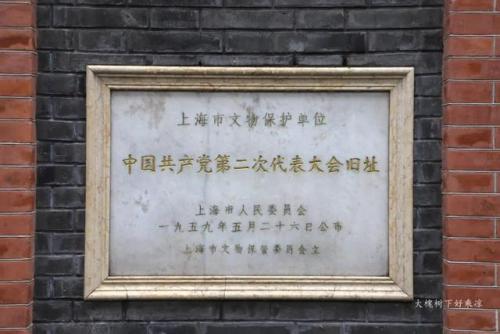 上海市文物保护单位
中国共产党第二次代表大会旧址
上海市人民委员会
一九五九年五月二十六日公布
上海市文物保管委员会立
大槐树下好乘凉